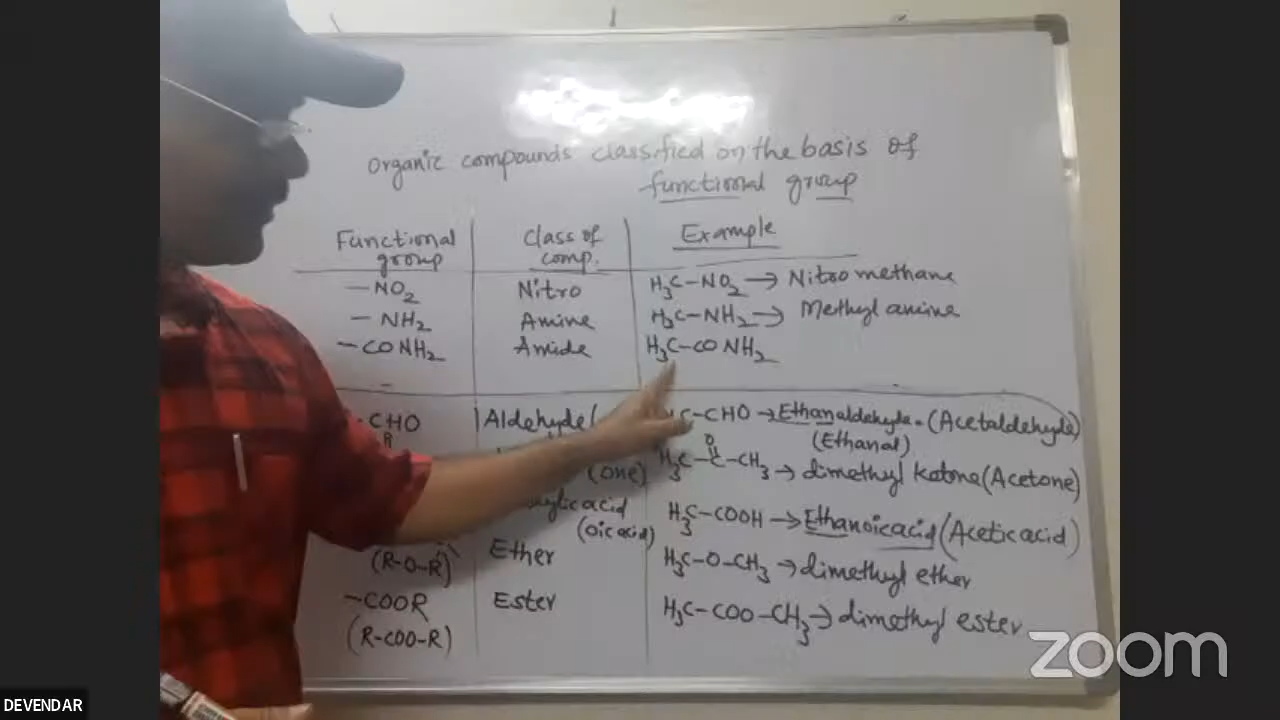 Organic compounds classified on the basis of
functional group
Functional group | Class of comp. | Example
-NO2 | Nitro | H3C-NO2 → Nitro methane
-NH2 | Amine | H3C-NH2 → Methyl amine
-CONH2 | Amide | H3C-CONH2
-CHO | Aldehyde( | C-CHO → Ethanaldehyde. (Acetaldehyde)
(Ethanal)
R | (one) | H3C-C(=O)-CH3 → dimethyl ketone (Acetone)
ylic acid | H3C-COOH → Ethanoicacid (Acetic acid)
(oic acid)
(R-O-R) | Ether | H3C-O-CH3 → dimethyl ether
-COOR | Ester | H3C-COO-CH3 → dimethyl ester
(R-COO-R)
zoom
DEVENDAR